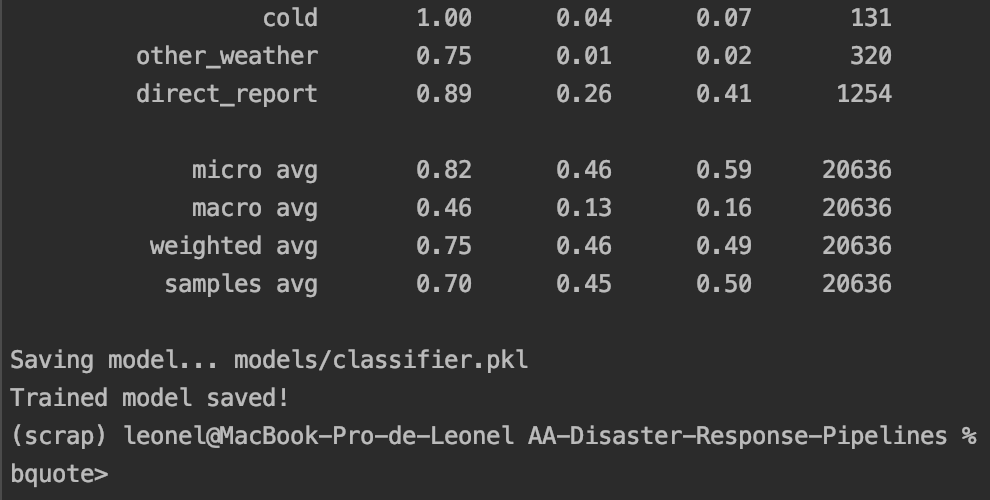 cold 1.00 0.04 0.07 131
other_weather 0.75 0.01 0.02 320
direct_report 0.89 0.26 0.41 1254
micro avg 0.82 0.46 0.59 20636
macro avg 0.46 0.13 0.16 20636
weighted avg 0.75 0.46 0.49 20636
samples avg 0.70 0.45 0.50 20636
Saving model... models/classifier.pkl
Trained model saved!
(scrap) leonel@MacBook-Pro-de-Leonel AA-Disaster-Response-Pipelines %
bquote>